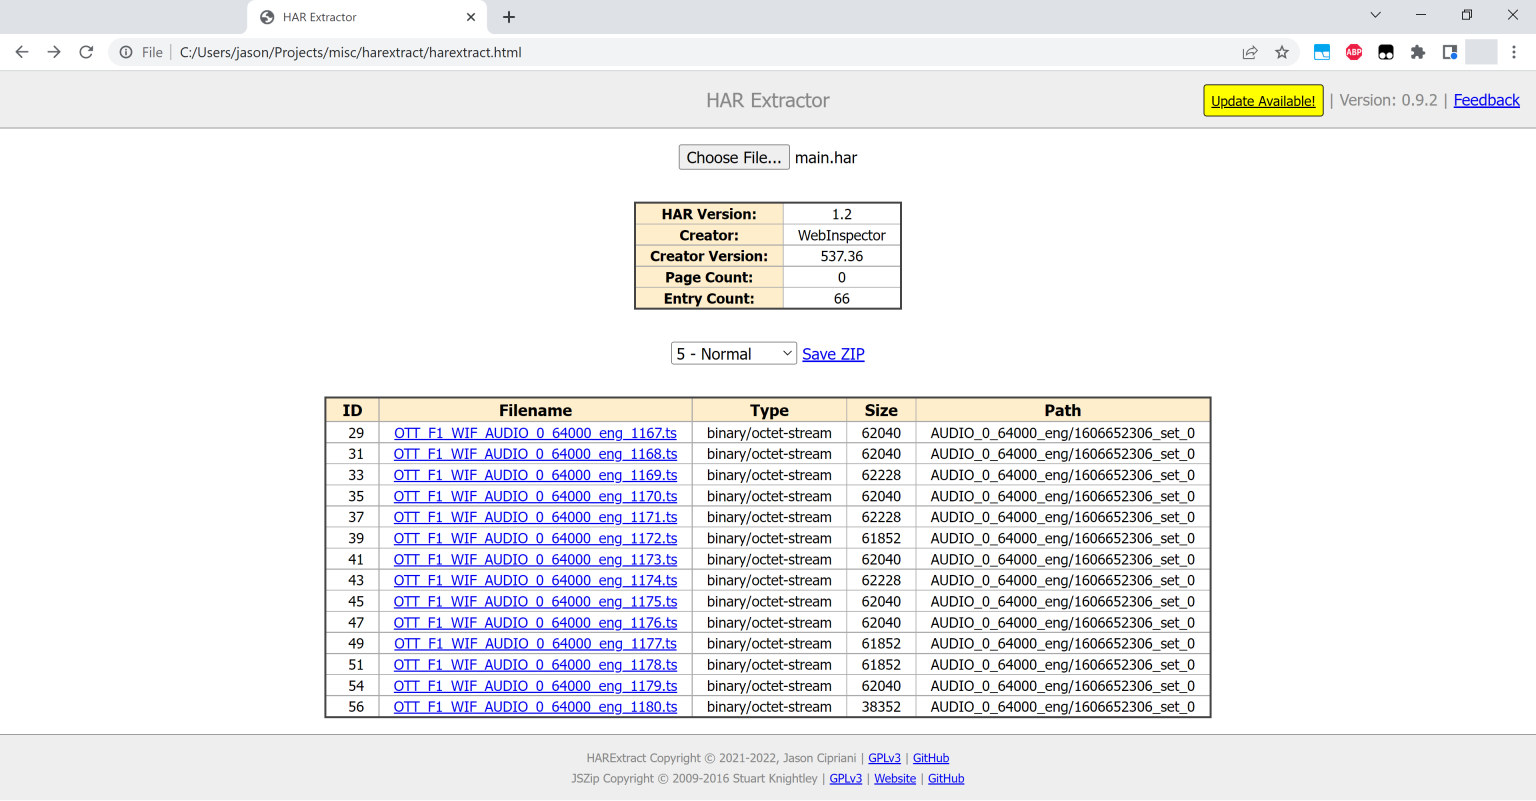 HAR Extractor
File | C:/Users/jason/Projects/misc/harextract/harextract.html
ABP
HAR Extractor
Update Available! | Version: 0.9.2 | Feedback
Choose File... main.har
HAR Version: 1.2
Creator: WebInspector
Creator Version: 537.36
Page Count: 0
Entry Count: 66
5 - Normal Save ZIP
ID Filename Type Size Path
29 OTT_F1_WIF_AUDIO_0_64000_eng_1167.ts binary/octet-stream 62040 AUDIO_0_64000_eng/1606652306_set_0
31 OTT_F1_WIF_AUDIO_0_64000_eng_1168.ts binary/octet-stream 62040 AUDIO_0_64000_eng/1606652306_set_0
33 OTT_F1_WIF_AUDIO_0_64000_eng_1169.ts binary/octet-stream 62228 AUDIO_0_64000_eng/1606652306_set_0
35 OTT_F1_WIF_AUDIO_0_64000_eng_1170.ts binary/octet-stream 62040 AUDIO_0_64000_eng/1606652306_set_0
37 OTT_F1_WIF_AUDIO_0_64000_eng_1171.ts binary/octet-stream 62228 AUDIO_0_64000_eng/1606652306_set_0
39 OTT_F1_WIF_AUDIO_0_64000_eng_1172.ts binary/octet-stream 61852 AUDIO_0_64000_eng/1606652306_set_0
41 OTT_F1_WIF_AUDIO_0_64000_eng_1173.ts binary/octet-stream 62040 AUDIO_0_64000_eng/1606652306_set_0
43 OTT_F1_WIF_AUDIO_0_64000_eng_1174.ts binary/octet-stream 62228 AUDIO_0_64000_eng/1606652306_set_0
45 OTT_F1_WIF_AUDIO_0_64000_eng_1175.ts binary/octet-stream 62040 AUDIO_0_64000_eng/1606652306_set_0
47 OTT_F1_WIF_AUDIO_0_64000_eng_1176.ts binary/octet-stream 62040 AUDIO_0_64000_eng/1606652306_set_0
49 OTT_F1_WIF_AUDIO_0_64000_eng_1177.ts binary/octet-stream 61852 AUDIO_0_64000_eng/1606652306_set_0
51 OTT_F1_WIF_AUDIO_0_64000_eng_1178.ts binary/octet-stream 61852 AUDIO_0_64000_eng/1606652306_set_0
54 OTT_F1_WIF_AUDIO_0_64000_eng_1179.ts binary/octet-stream 62040 AUDIO_0_64000_eng/1606652306_set_0
56 OTT_F1_WIF_AUDIO_0_64000_eng_1180.ts binary/octet-stream 38352 AUDIO_0_64000_eng/1606652306_set_0
HARExtract Copyright © 2021-2022, Jason Cipriani | GPLv3 | GitHub
JSZip Copyright © 2009-2016 Stuart Knightley | GPLv3 | Website | GitHub